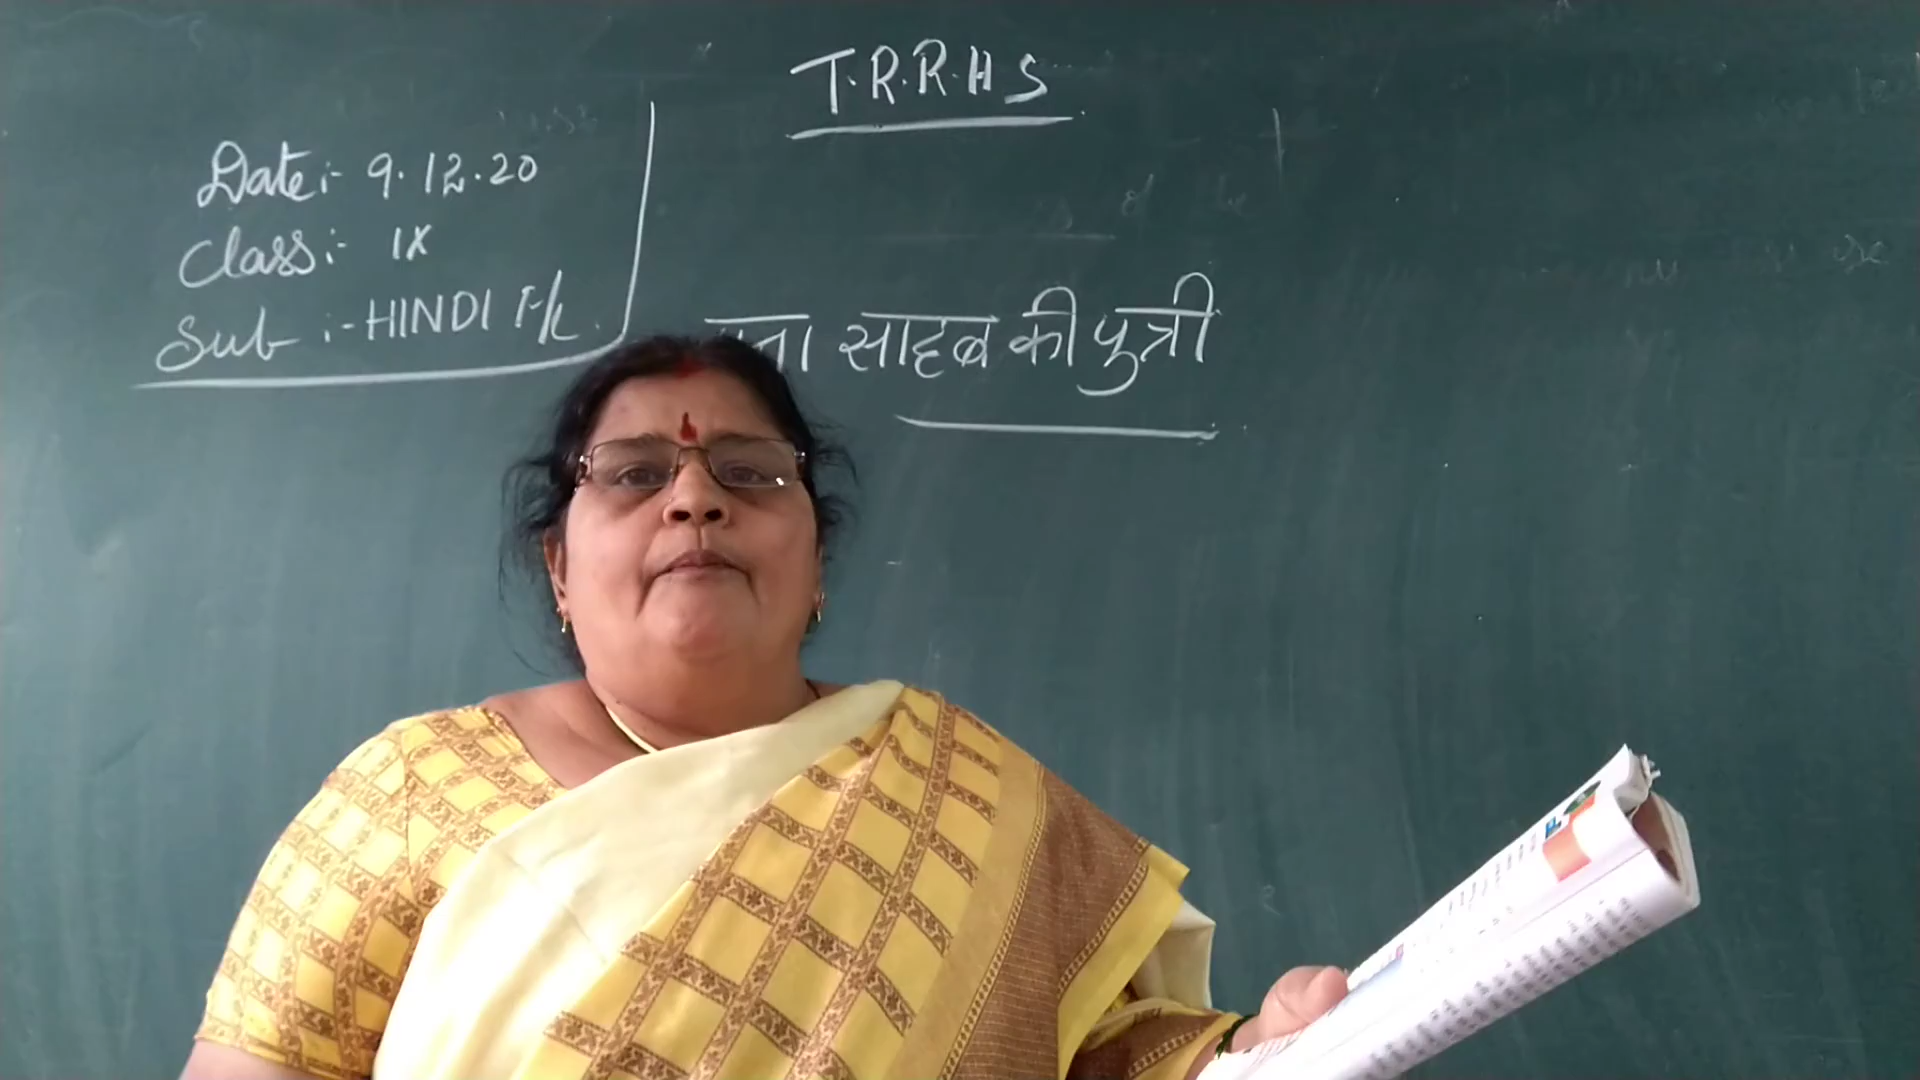 T.R.R.H S
Date:- 9.12.20
Class:- IX
Sub:- HINDI F/L.
साहब की पुत्री